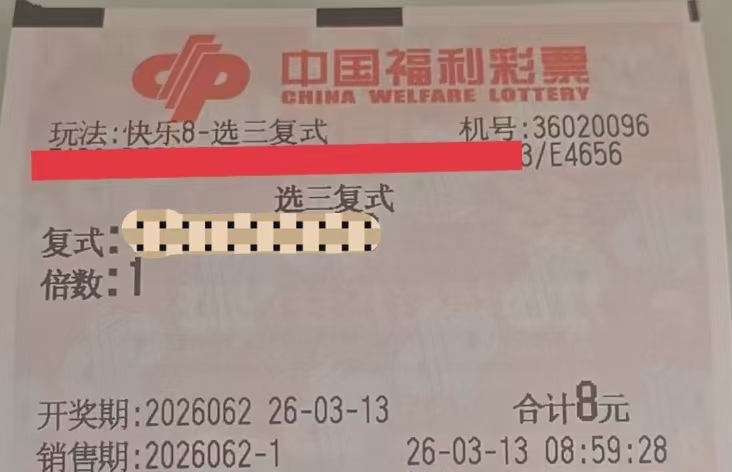 中国福利彩票
CHINA WELFARE LOTTERY
玩法:快乐8-选三复式 机号:36020096
3/E4656
选三复式
复式:
倍数:1
开奖期:2026062 26-03-13 合计8元
销售期:2026062-1 26-03-13 08:59:28